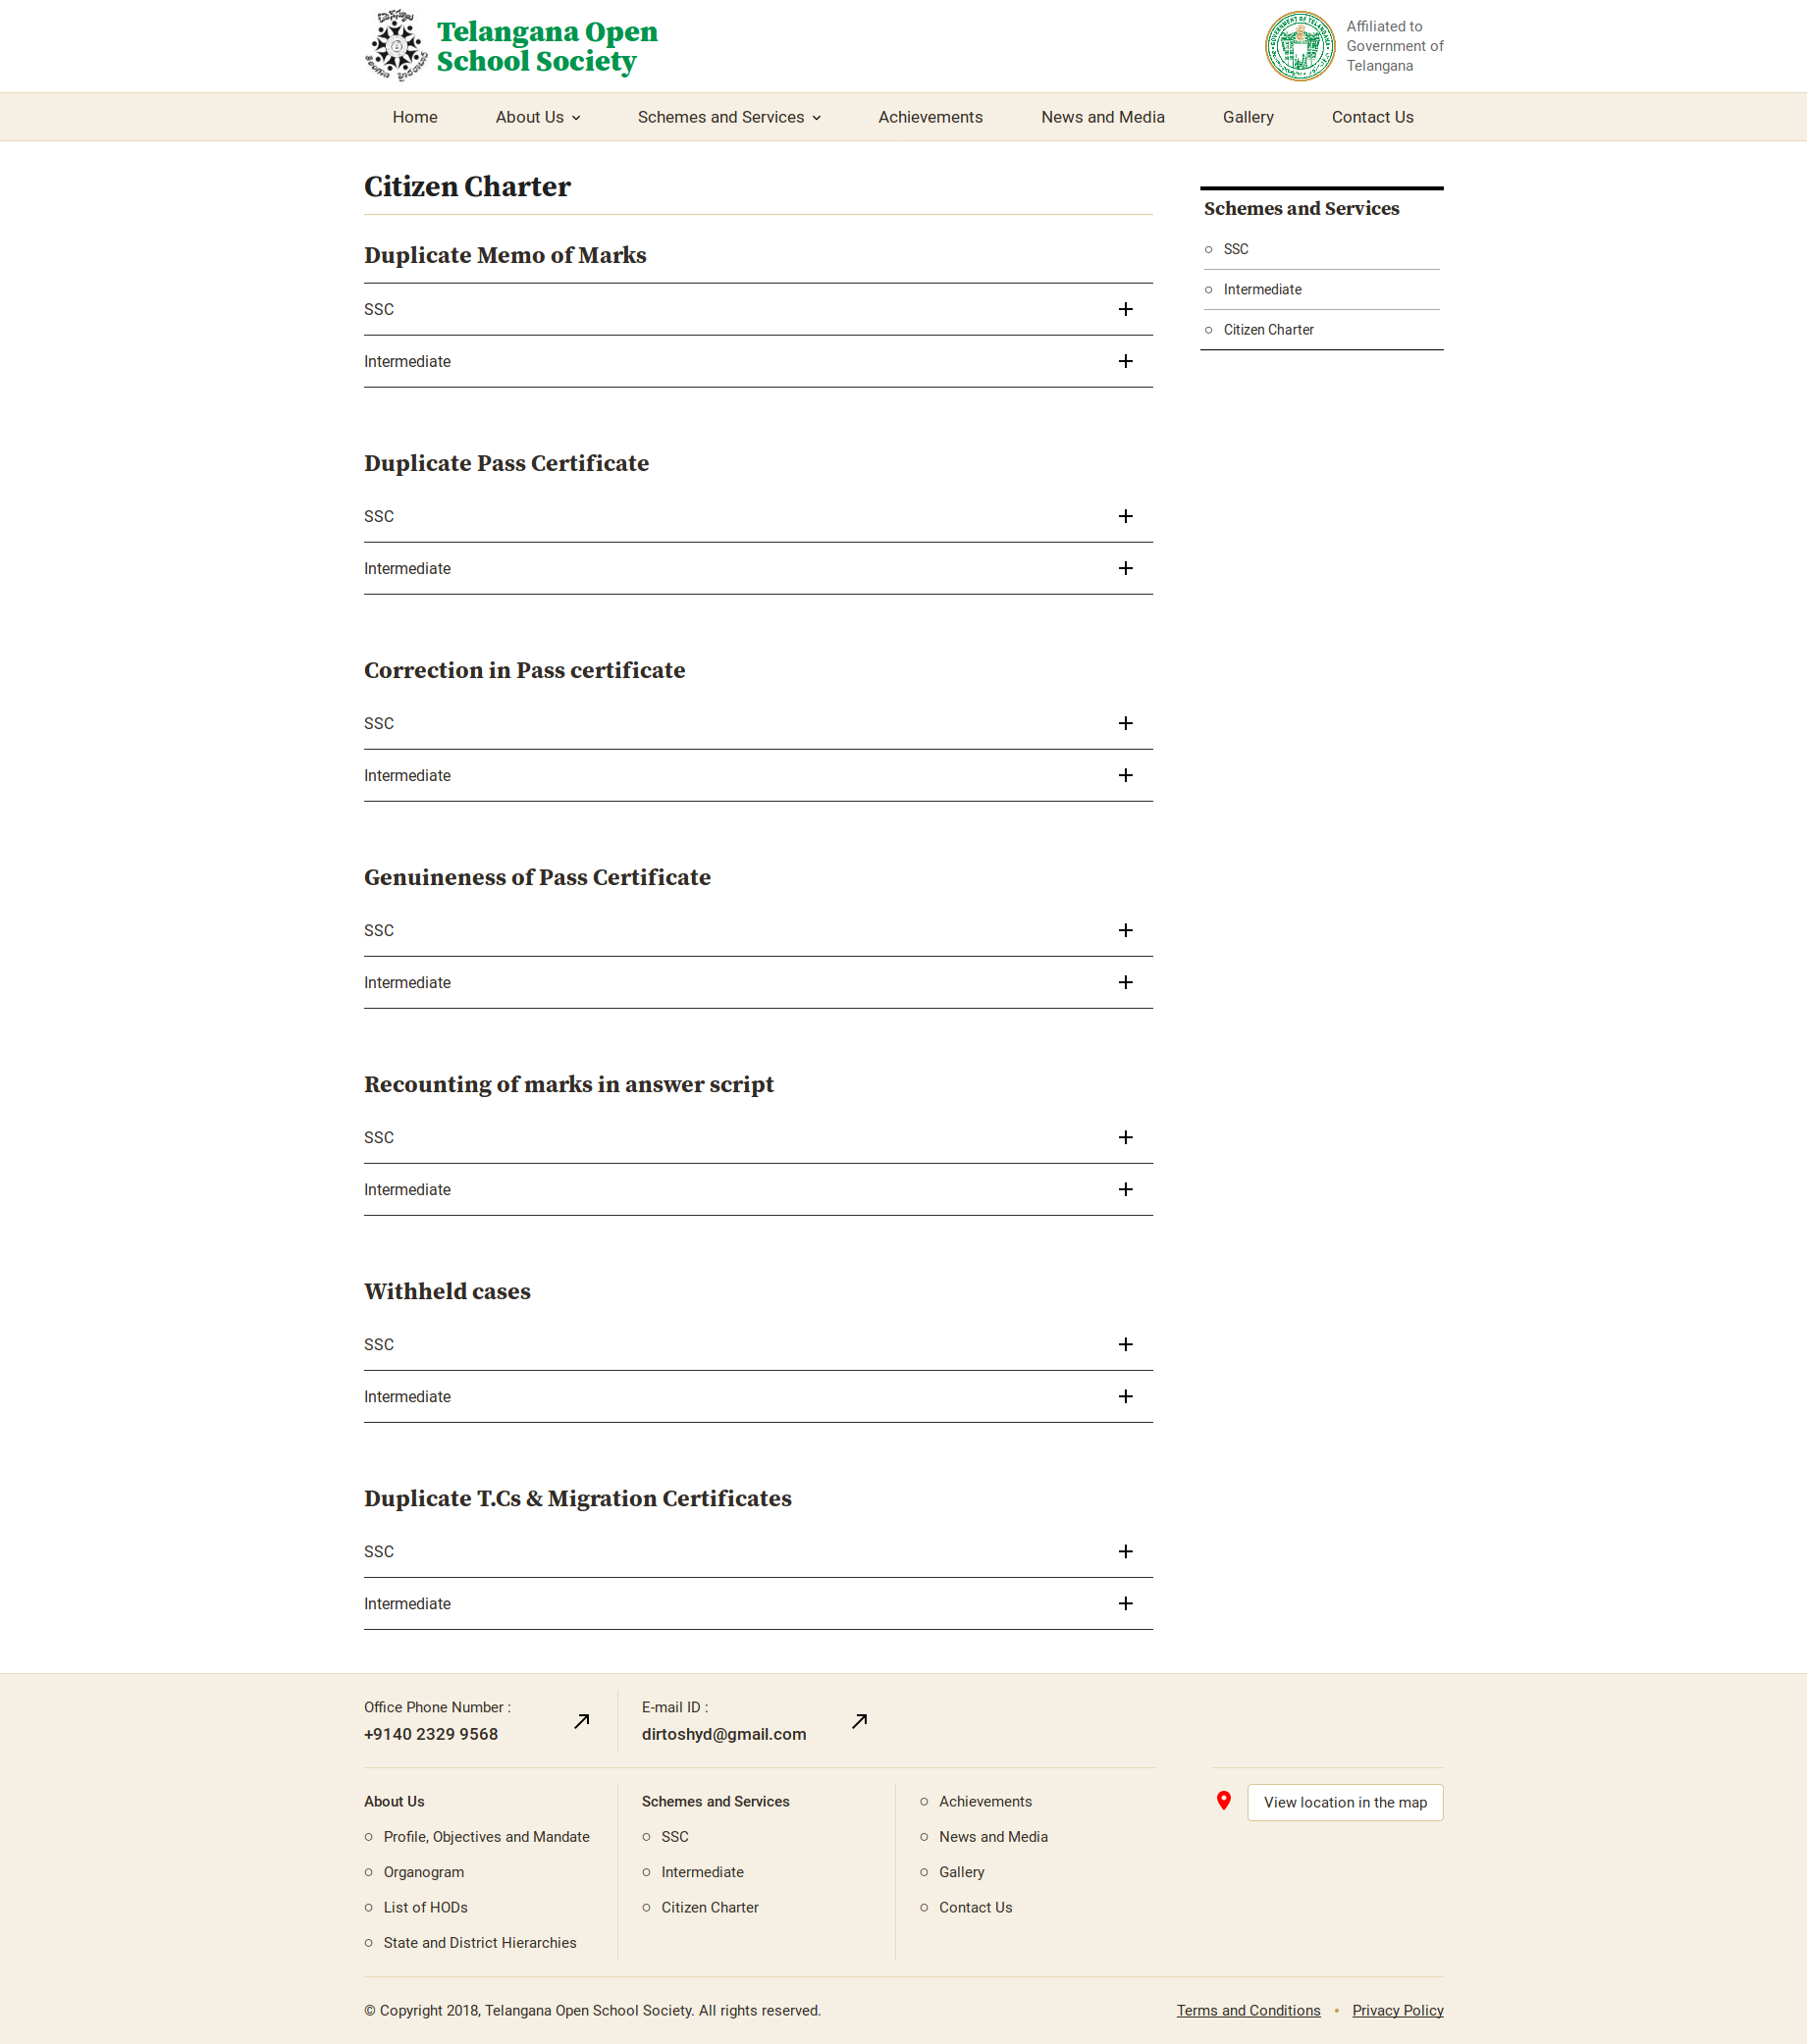 Telangana Open
School Society
Affiliated to
Government of
Telangana
Home
About Us
Schemes and Services
Achievements
News and Media
Gallery
Contact Us
Citizen Charter
Duplicate Memo of Marks
SSC
Intermediate
Duplicate Pass Certificate
SSC
Intermediate
Correction in Pass certificate
SSC
Intermediate
Genuineness of Pass Certificate
SSC
Intermediate
Recounting of marks in answer script
SSC
Intermediate
Withheld cases
SSC
Intermediate
Duplicate T.Cs & Migration Certificates
SSC
Intermediate
Schemes and Services
SSC
Intermediate
Citizen Charter
Office Phone Number :
+9140 2329 9568
E-mail ID :
dirtoshyd@gmail.com
About Us
Profile, Objectives and Mandate
Organogram
List of HODs
State and District Hierarchies
Schemes and Services
SSC
Intermediate
Citizen Charter
Achievements
News and Media
Gallery
Contact Us
View location in the map
© Copyright 2018, Telangana Open School Society. All rights reserved.
Terms and Conditions • Privacy Policy